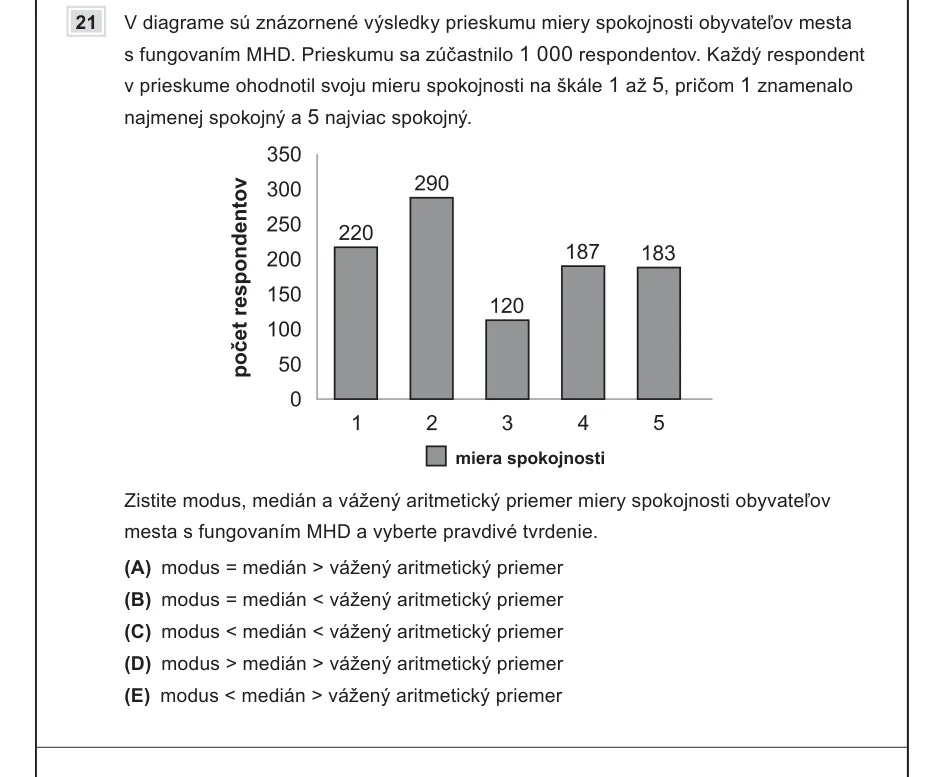 21 V diagrame sú znázornené výsledky prieskumu miery spokojnosti obyvateľov mesta
s fungovaním MHD. Prieskumu sa zúčastnilo 1 000 respondentov. Každý respondent
v prieskume ohodnotil svoju mieru spokojnosti na škále 1 až 5, pričom 1 znamenalo
najmenej spokojný a 5 najviac spokojný.
počet respondentov
350
300
250
200
150
100
50
0
220
290
120
187
183
1 2 3 4 5
miera spokojnosti
Zistite modus, medián a vážený aritmetický priemer miery spokojnosti obyvateľov
mesta s fungovaním MHD a vyberte pravdivé tvrdenie.
(A) modus = medián > vážený aritmetický priemer
(B) modus = medián < vážený aritmetický priemer
(C) modus < medián < vážený aritmetický priemer
(D) modus > medián > vážený aritmetický priemer
(E) modus < medián > vážený aritmetický priemer